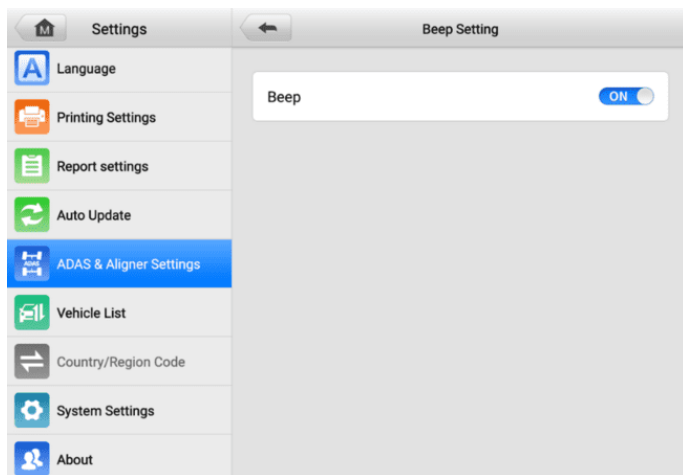 M
Settings
Beep Setting
A
Language
Beep
ON
Printing Settings
Report settings
Auto Update
ADAS
ADAS & Aligner Settings
Vehicle List
Country/Region Code
System Settings
About